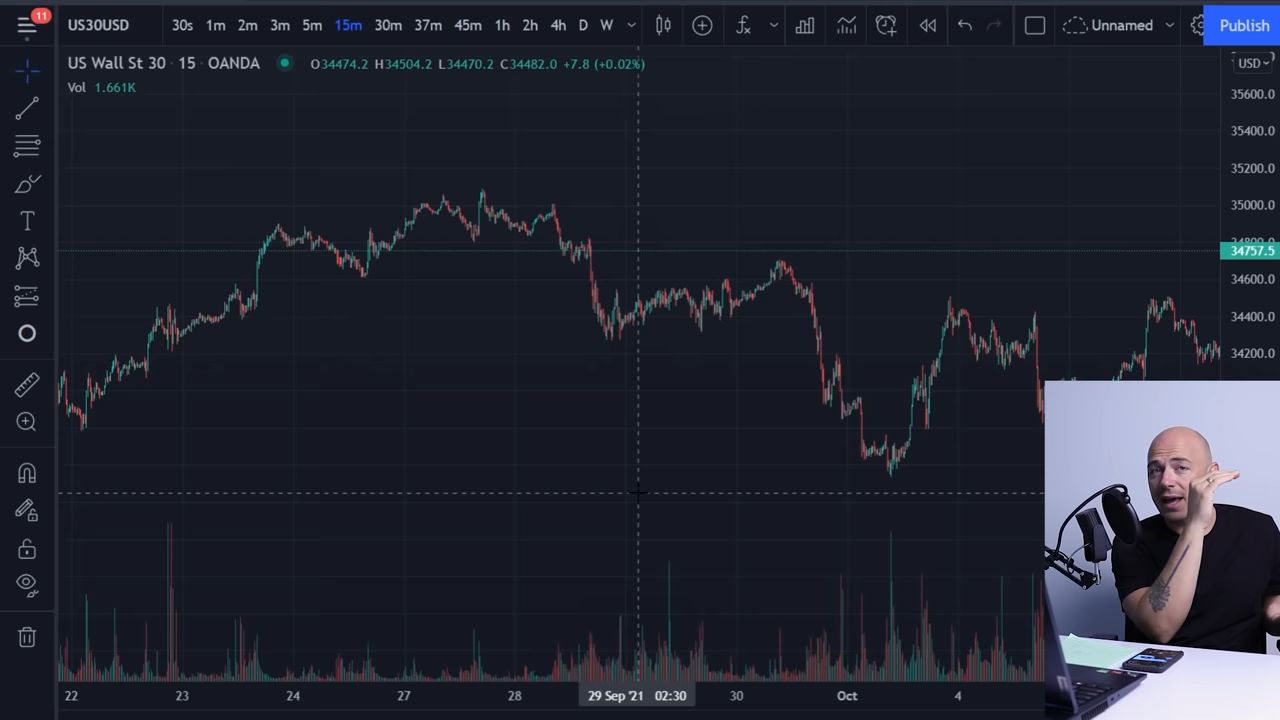 11
US30USD 30s 1m 2m 3m 5m 15m 30m 37m 45m 1h 2h 4h D W Unnamed Publish
US Wall St 30 · 15 · OANDA O34474.2 H34504.2 L34470.2 C34482.0 +7.8 (+0.02%)
USD
Vol 1.661K
35600.0
35400.0
35200.0
35000.0
34800.0
34757.5
34600.0
34400.0
34200.0
22 23 24 27 28 29 Sep '21 02:30 30 Oct 4